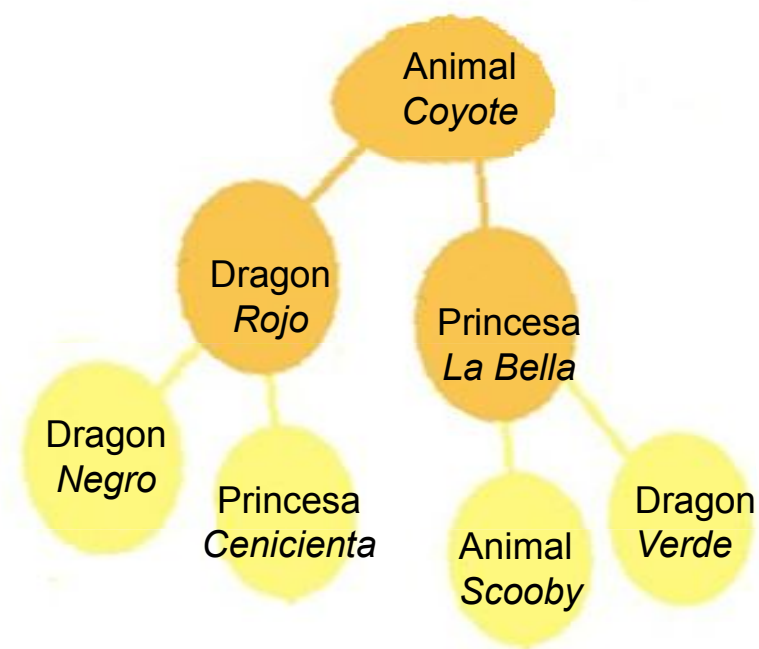 Animal
Coyote
Dragon
Rojo
Princesa
La Bella
Dragon
Negro
Princesa
Cenicienta
Animal
Scooby
Dragon
Verde